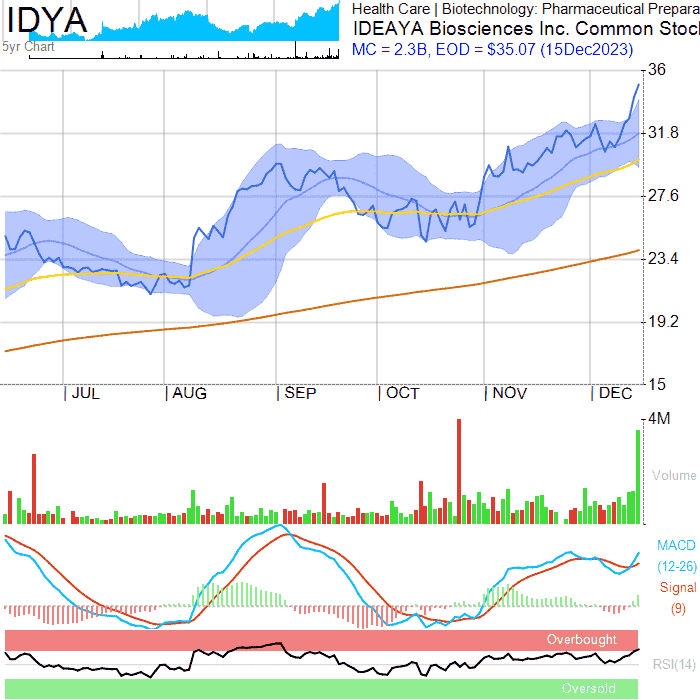 IDYA
5yr Chart
Health Care | Biotechnology: Pharmaceutical Prepara
IDEAYA Biosciences Inc. Common Stoc
MC = 2.3B, EOD = $35.07 (15Dec2023)
36
31.8
27.6
23.4
19.2
15
JUL AUG SEP OCT NOV DEC
4M
Volume
MACD
(12-26)
Signal
(9)
Overbought
RSI(14)
Oversold